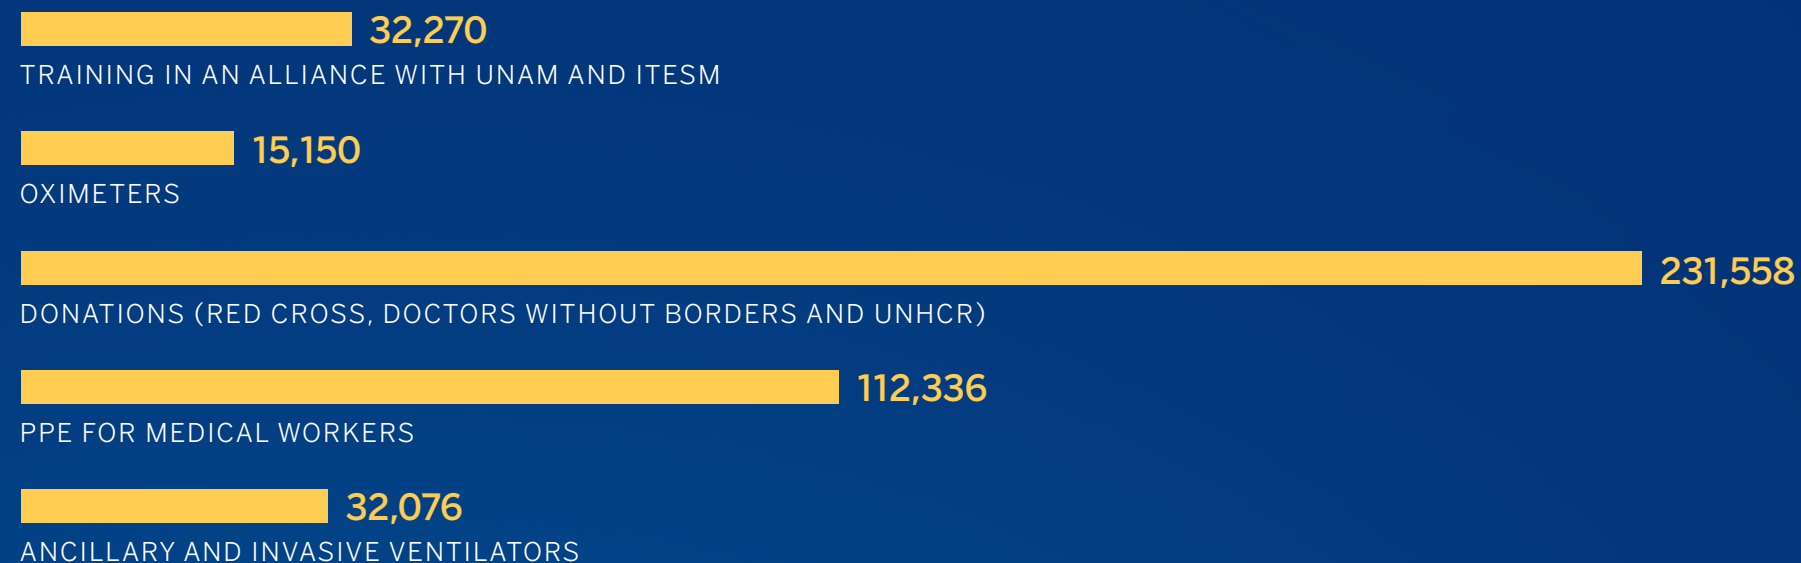 32,270
TRAINING IN AN ALLIANCE WITH UNAM AND ITESM
15,150
OXIMETERS
231,558
DONATIONS (RED CROSS, DOCTORS WITHOUT BORDERS AND UNHCR)
112,336
PPE FOR MEDICAL WORKERS
32,076
ANCILLARY AND INVASIVE VENTILATORS